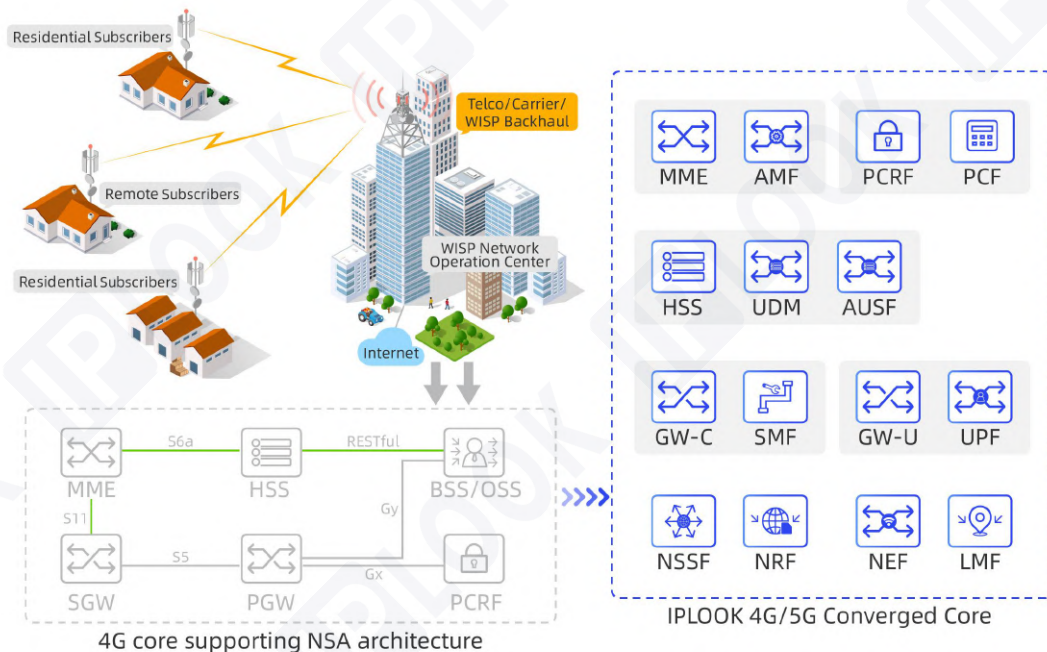 Residential Subscribers
Telco/Carrier/
WISP Backhaul
Remote Subscribers
WISP Network
Operation Center
Residential Subscribers
Internet
MME
S6a
HSS
RESTful
BSS/OSS
S11
Gy
SGW
S5
PGW
Gx
PCRF
4G core supporting NSA architecture
MME
AMF
PCRF
PCF
HSS
UDM
AUSF
GW-C
SMF
GW-U
UPF
NSSF
NRF
NEF
LMF
IPLOOK 4G/5G Converged Core
IPLOOK